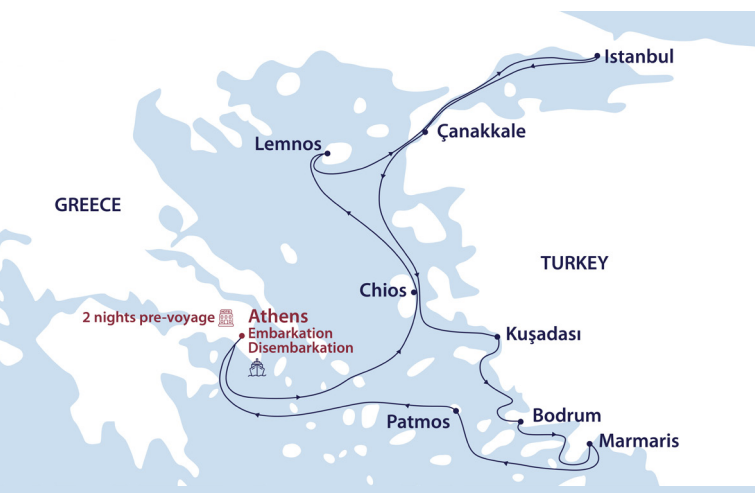 Istanbul
Çanakkale
Lemnos
GREECE
TURKEY
Chios
2 nights pre-voyage
Athens
Embarkation
Disembarkation
Kuşadası
Patmos
Bodrum
Marmaris